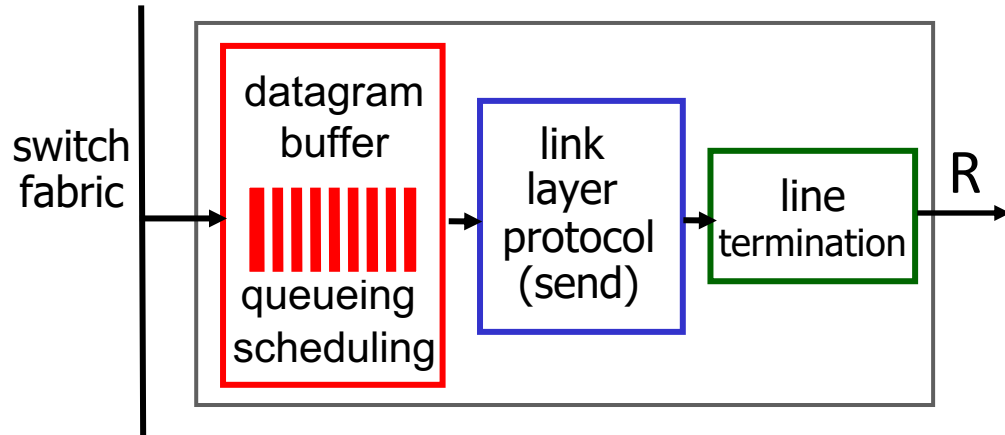 switch
fabric
datagram
buffer
queueing
scheduling
link
layer
protocol
(send)
line
termination
R